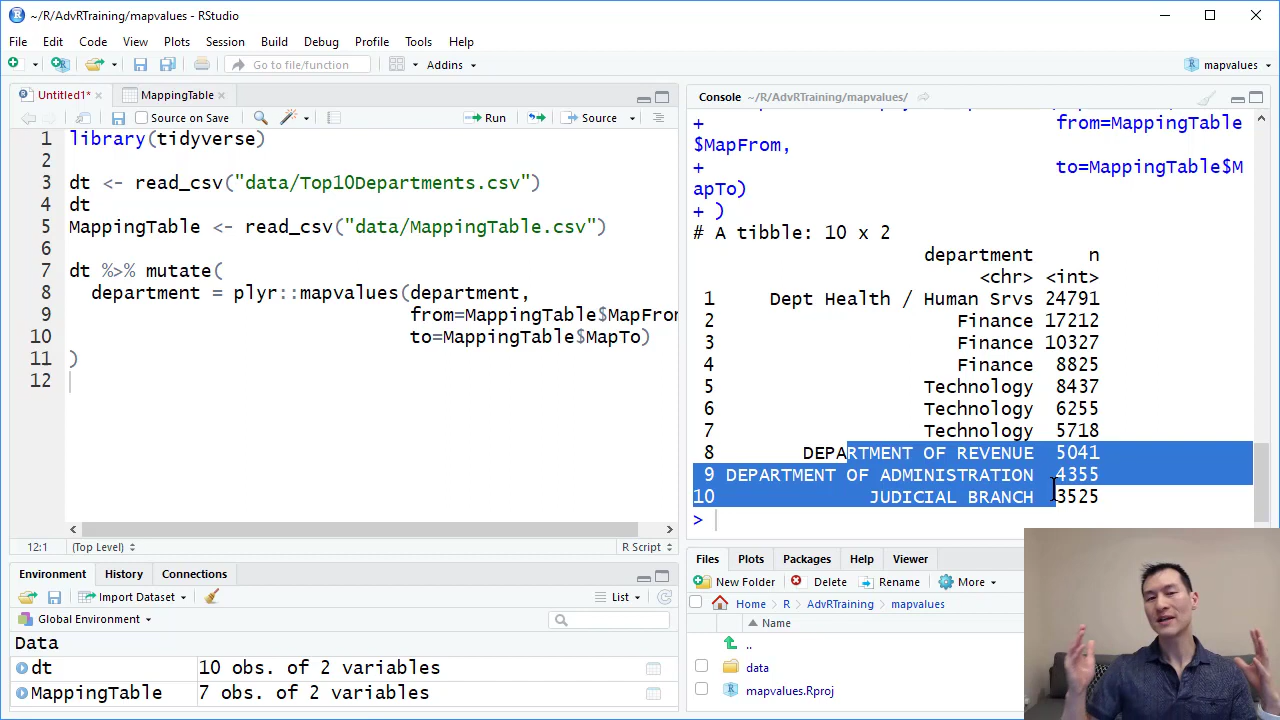 ~/R/AdvRTraining/mapvalues - RStudio
File Edit Code View Plots Session Build Debug Profile Tools Help
Go to file/function Addins mapvalues
Untitled1* MappingTable
Source on Save Run Source
1 library(tidyverse)
2
3 dt <- read_csv("data/Top10Departments.csv")
4 dt
5 MappingTable <- read_csv("data/MappingTable.csv")
6
7 dt %>% mutate(
8 department = plyr::mapvalues(department,
9 from=MappingTable$MapFrom
10 to=MappingTable$MapTo)
11 )
12
12:1 (Top Level) R Script
Console ~/R/AdvRTraining/mapvalues/
+ from=MappingTable
$MapFrom,
+ to=MappingTable$M
apTo)
+ )
# A tibble: 10 x 2
department n
<chr> <int>
1 Dept Health / Human Srvs 24791
2 Finance 17212
3 Finance 10327
4 Finance 8825
5 Technology 8437
6 Technology 6255
7 Technology 5718
8 DEPARTMENT OF REVENUE 5041
9 DEPARTMENT OF ADMINISTRATION 4355
10 JUDICIAL BRANCH 3525
>
Environment History Connections
Import Dataset List
Global Environment
Data
dt 10 obs. of 2 variables
MappingTable 7 obs. of 2 variables
Files Plots Packages Help Viewer
New Folder Delete Rename More
Home R AdvRTraining mapvalues
Name
..
data
mapvalues.Rproj